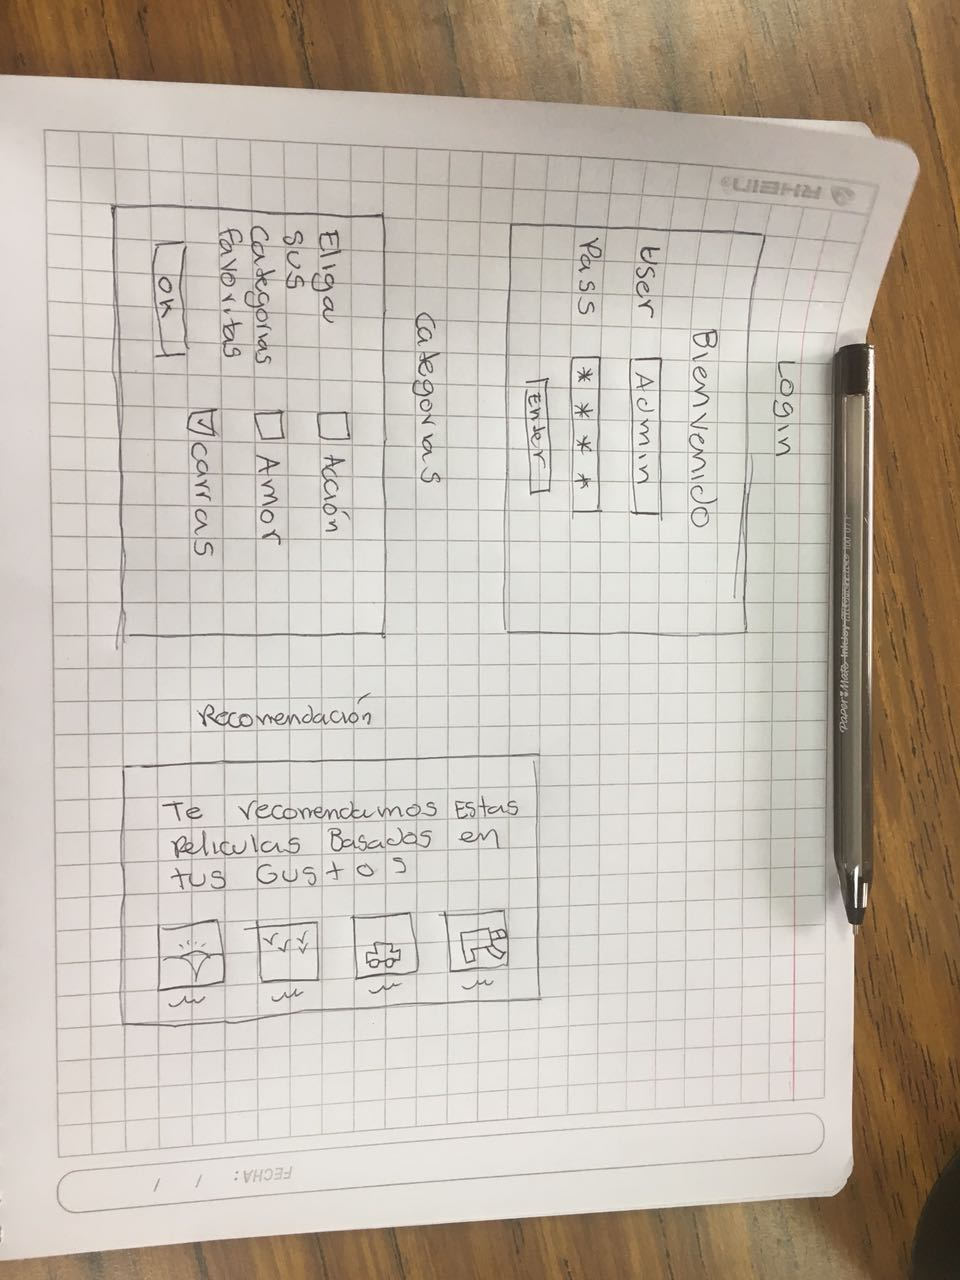 Login
Bienvenido
User Admin
Pass ****
Enter
Categorias
Eliga
sus
Categorias
favoritas
OK
Acción
Amor
Carras
Recomendación
Te recomendamos Estas
Peliculas Basados en
tus Gustos
RHEIN®
FECHA: / /